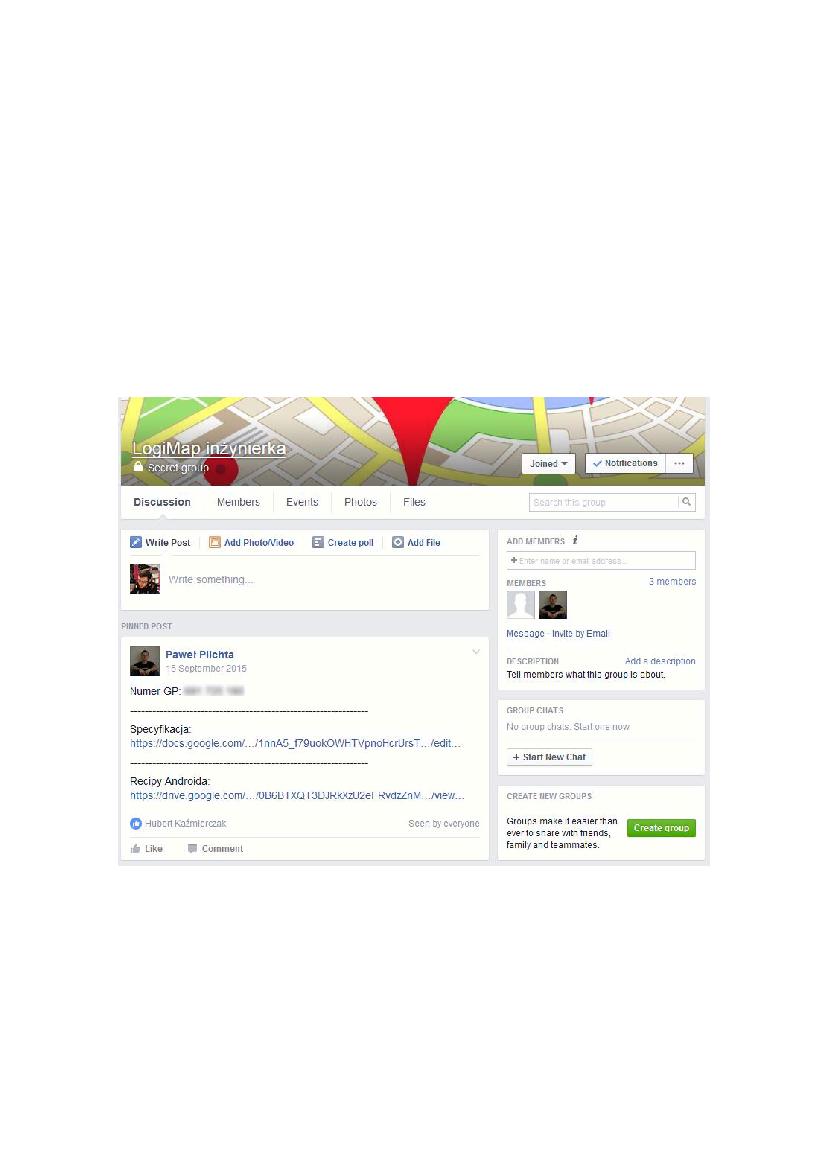 LogiMap inżynierka
Secret group
Joined
Notifications
Discussion Members Events Photos Files
Search this group
Write Post Add Photo/Video Create poll Add File
Write something...
PINNED POST
Paweł Plichta
15 September 2015
Numer GP:
--------------------------------------------------------------
Specyfikacja:
https://docs.google.com/…/1nnA5_f79uokOWHTVpnoHcrUrsT…/edit…
--------------------------------------------------------------
Recipy Androida:
https://drive.google.com/…/view…
Hubert Kaźmierczak
Seen by everyone
Like Comment
ADD MEMBERS i
+ Enter name or email address...
MEMBERS
3 members
Message · Invite by Email
DESCRIPTION
Add a description
Tell members what this group is about.
GROUP CHATS
No group chats. Start one now.
+ Start New Chat
CREATE NEW GROUPS
Groups make it easier than
ever to share with friends,
family and teammates.
Create group